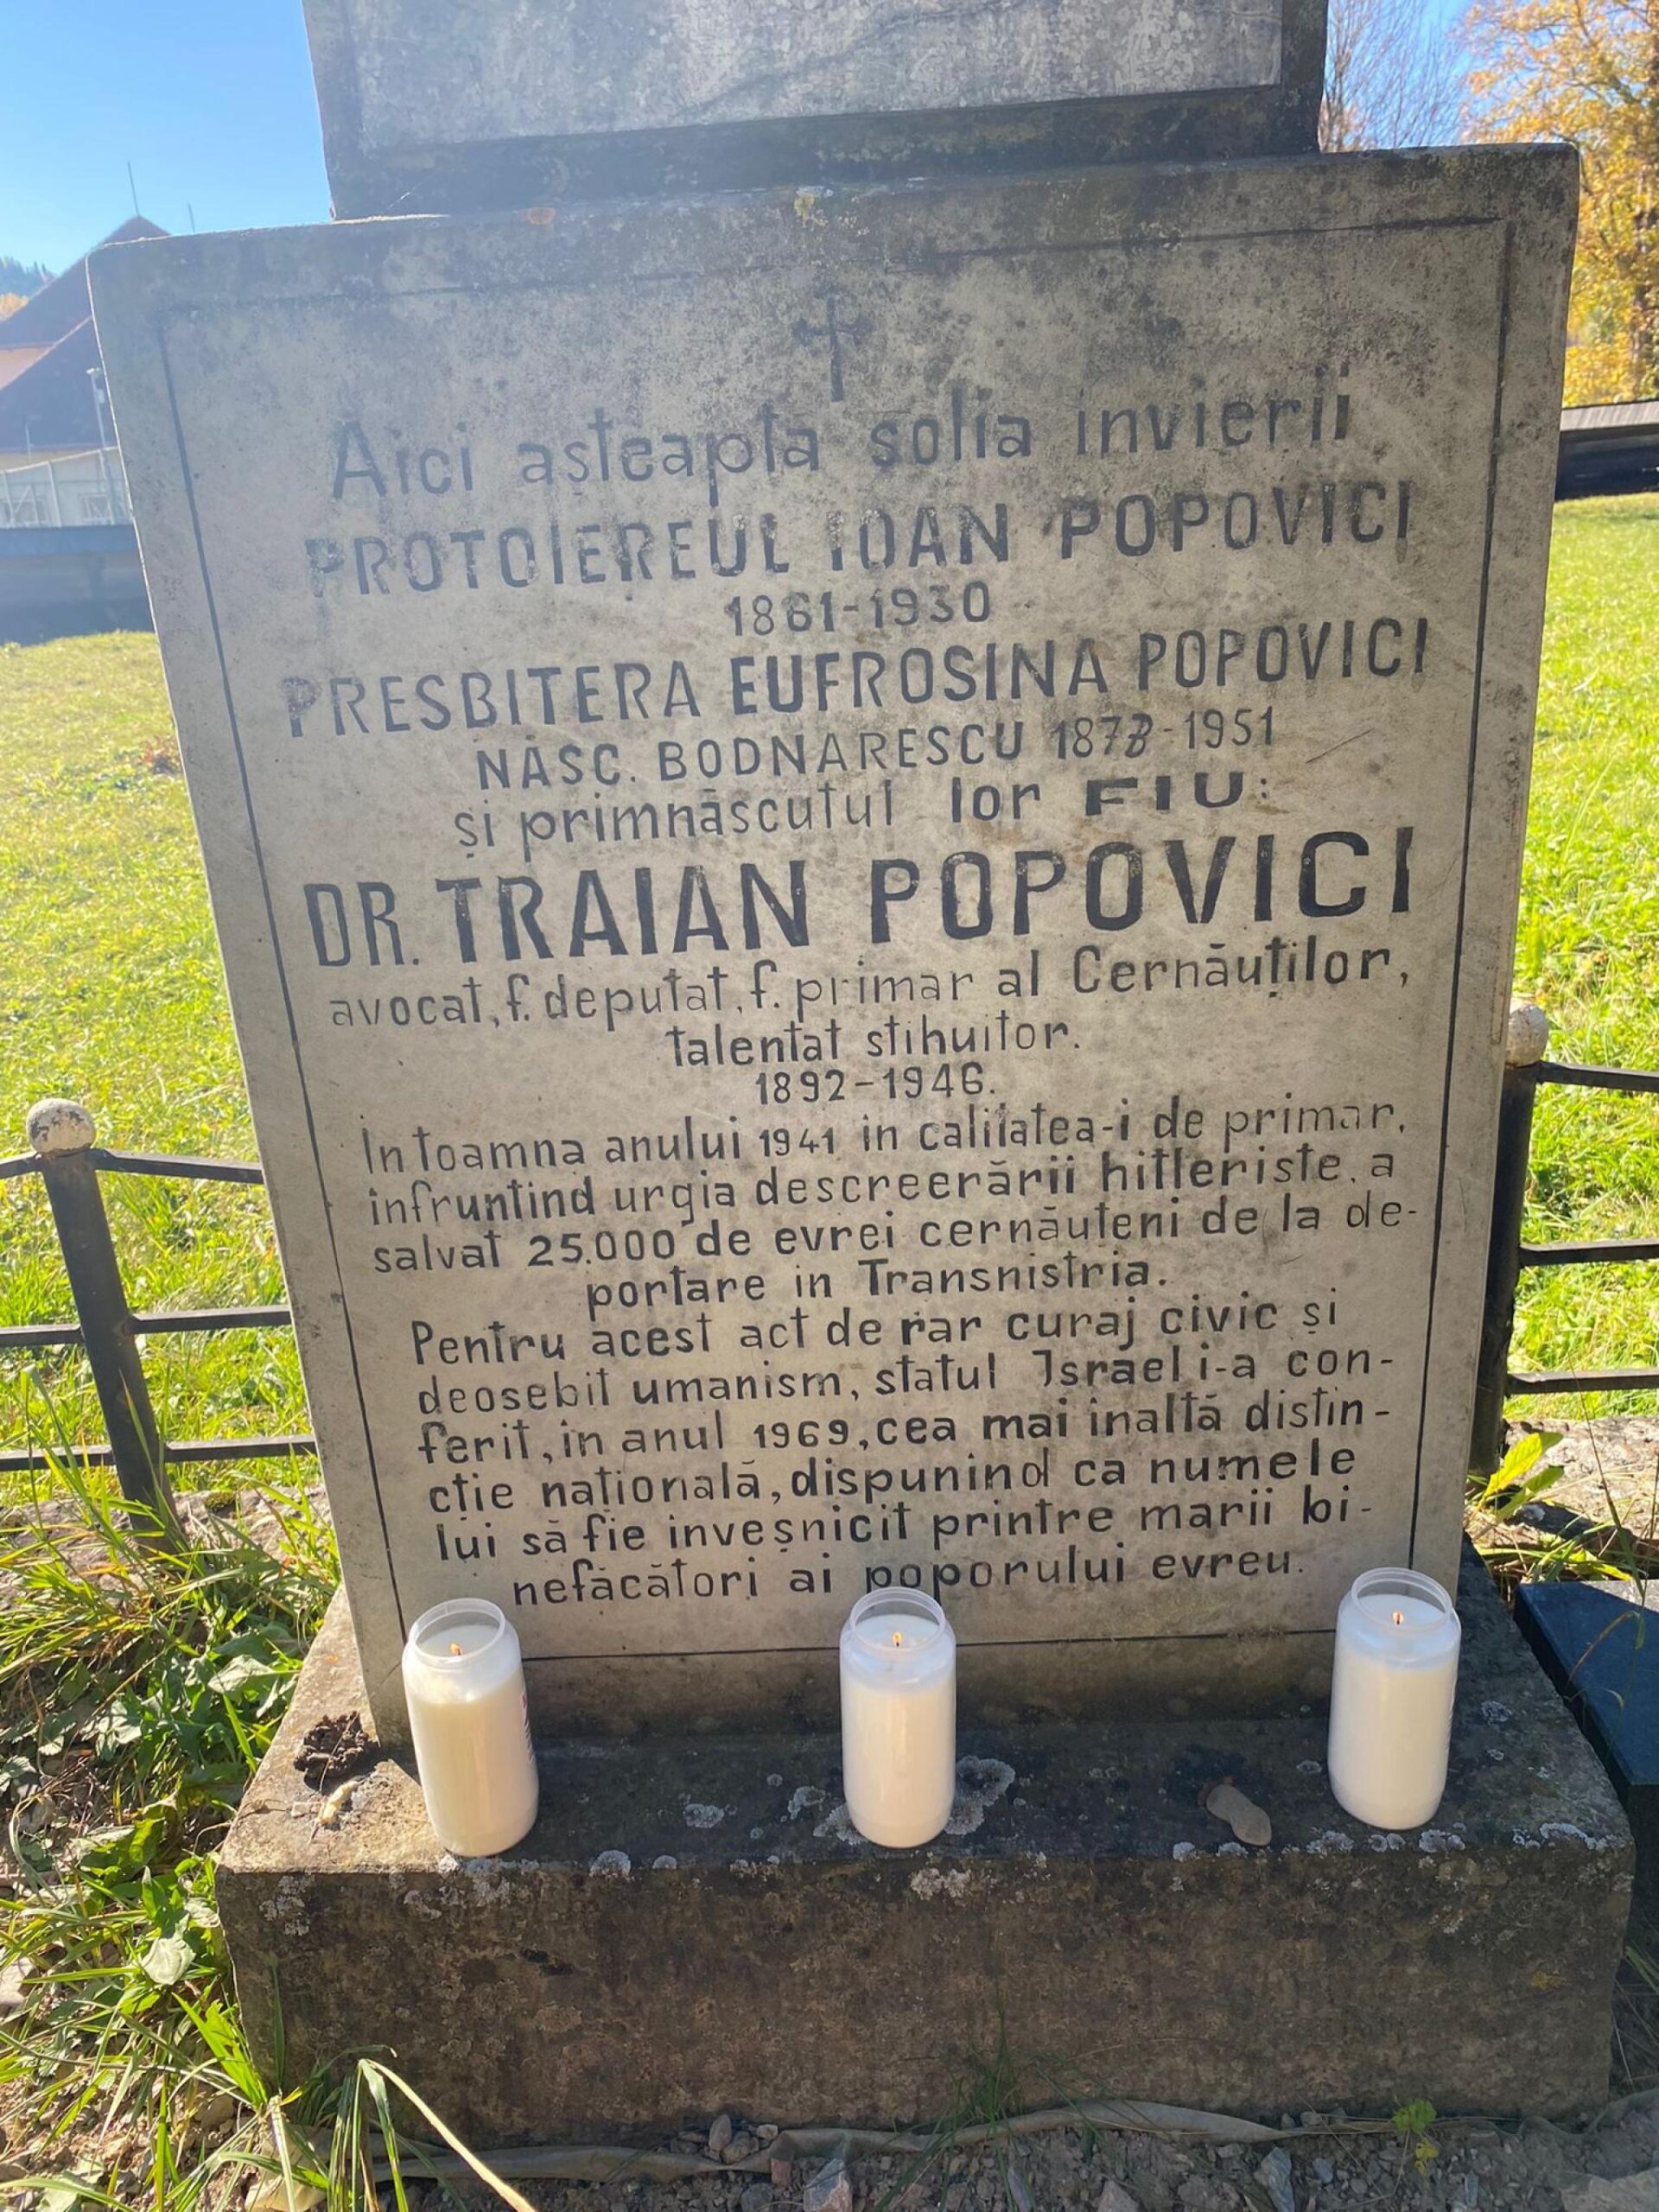 Aici așteaptă solia invierii
PROTOIEREUL IOAN POPOVICI
1861-1930
PRESBITERA EUFROSINA POPOVICI
NĂSC. BODNARESCU 1873-1951
și primnăscutul lor FIU:
DR. TRAIAN POPOVICI
avocat, f. deputat, f. primar al Cernăuților,
talentat stihuitor.
1892-1946.
In toamna anului 1941 in calitatea-i de primar,
infruntind urgia descreerării hitleriste, a
salvat 25.000 de evrei cernăuteni de la de-
portare in Transnistria.
Pentru acest act de rar curaj civic și
deosebit umanism, statul Israel i-a con-
ferit, in anul 1969, cea mai inaltă distin-
cție națională, dispunind ca numele
lui să fie inveșnicit printre marii bi-
nefăcători ai poporului evreu.